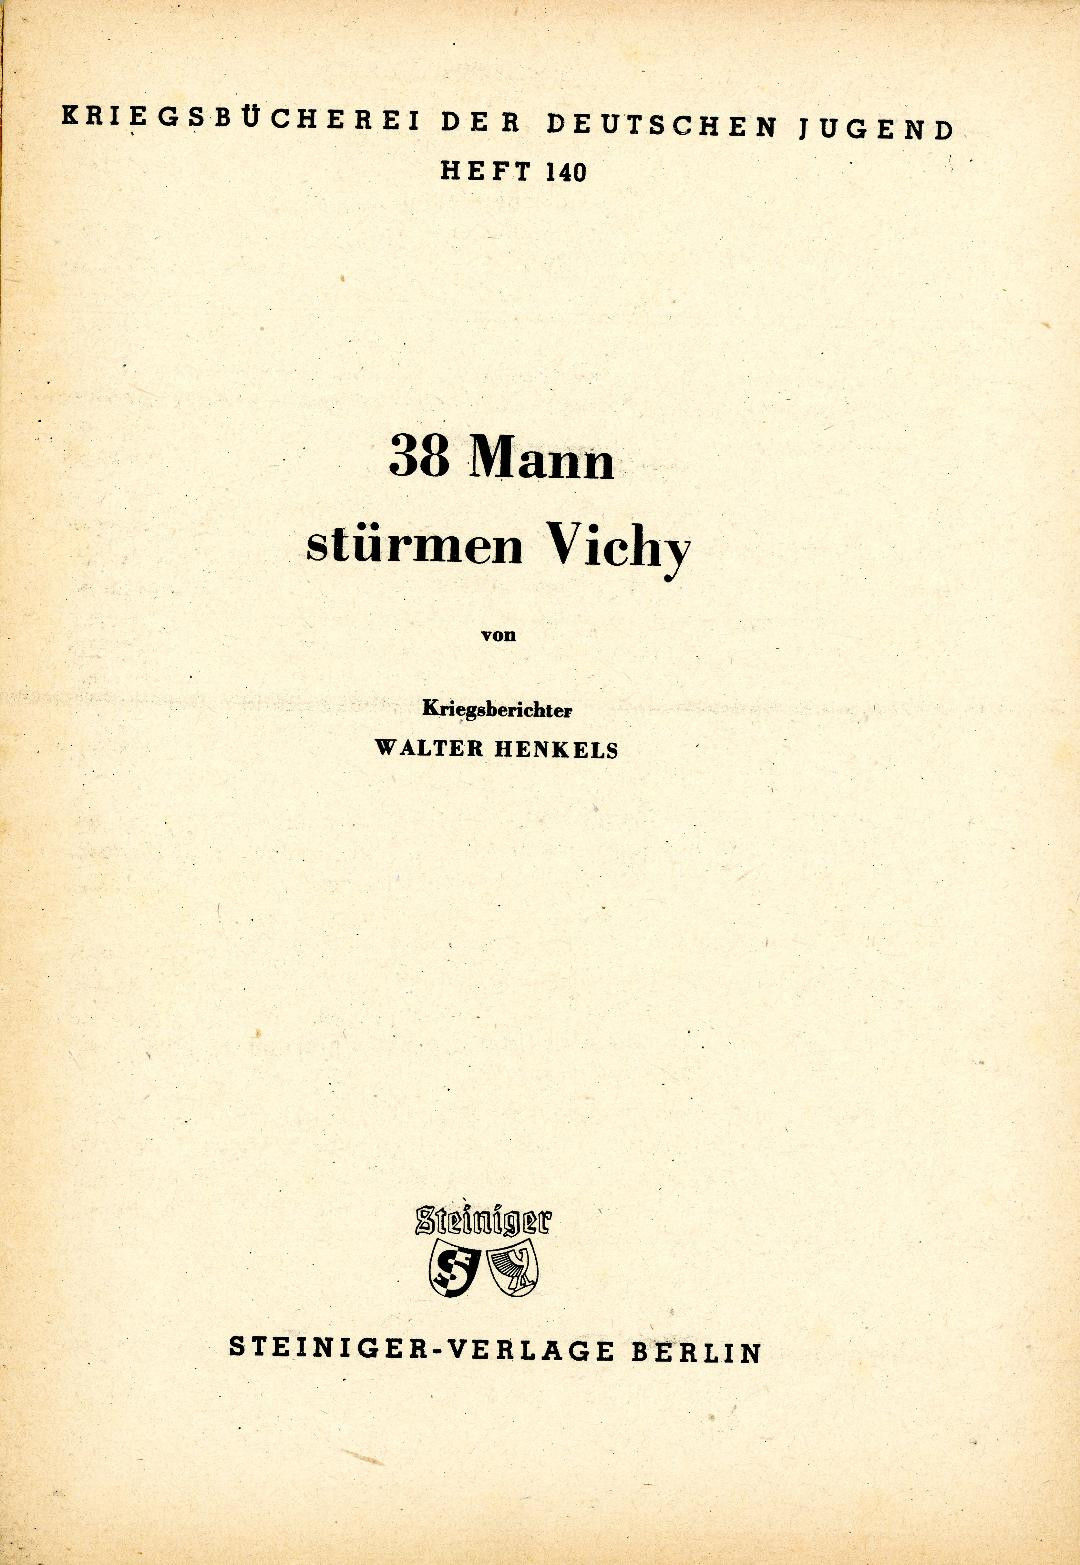 KRIEGSBÜCHEREI DER DEUTSCHEN JUGEND
HEFT 140
38 Mann
stürmen Vichy
von
Kriegsberichter
WALTER HENKELS
Steiniger
STEINIGER-VERLAGE BERLIN